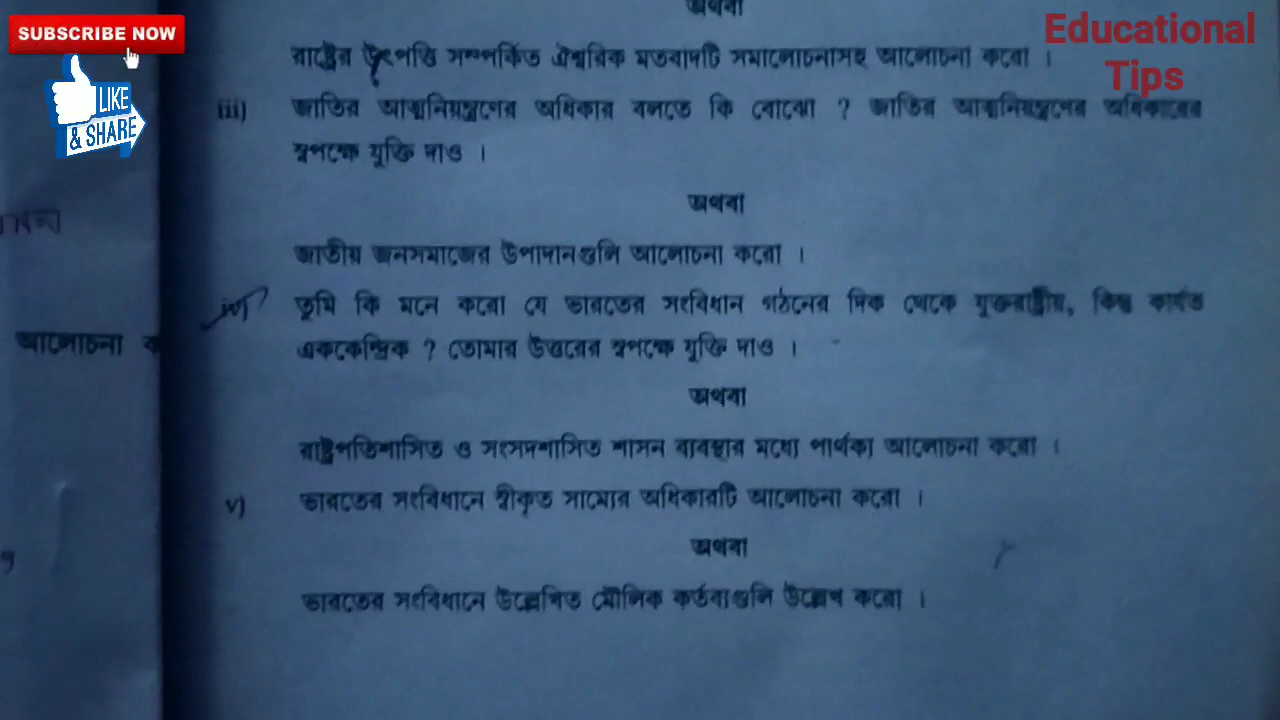 SUBSCRIBE NOW
LIKE
& SHARE
Educational
Tips
অথবা
রাষ্ট্রের উৎপত্তি সম্পর্কিত ঐশ্বরিক মতবাদটি সমালোচনাসহ আলোচনা করো ।
iii) জাতির আত্মনিয়ন্ত্রণের অধিকার বলতে কি বোঝো ? জাতির আত্মনিয়ন্ত্রণের অধিকারের
স্বপক্ষে যুক্তি দাও ।
অথবা
জাতীয় জনসমাজের উপাদানগুলি আলোচনা করো ।
iv) তুমি কি মনে করো যে ভারতের সংবিধান গঠনের দিক থেকে যুক্তরাষ্ট্রীয়, কিন্তু কার্যত
এককেন্দ্রিক ? তোমার উত্তরের স্বপক্ষে যুক্তি দাও ।
অথবা
রাষ্ট্রপতিশাসিত ও সংসদশাসিত শাসন ব্যবস্থার মধ্যে পার্থক্য আলোচনা করো ।
v) ভারতের সংবিধানে স্বীকৃত সাম্যের অধিকারটি আলোচনা করো ।
অথবা
ভারতের সংবিধানে উল্লেখিত মৌলিক কর্তব্যগুলি উল্লেখ করো ।
আলোচনা ক